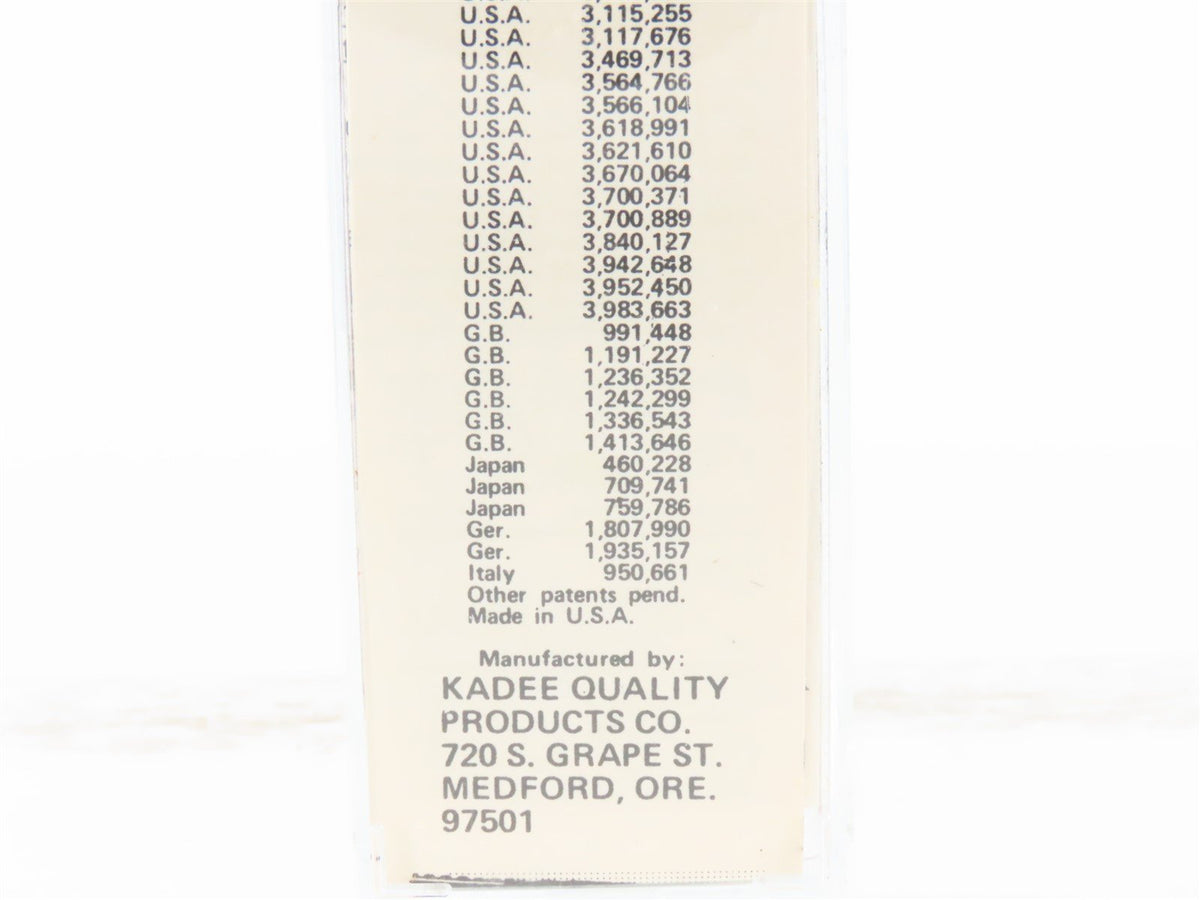 U.S.A. 3,115,255
U.S.A. 3,117,676
U.S.A. 3,469,713
U.S.A. 3,564,766
U.S.A. 3,566,104
U.S.A. 3,618,991
U.S.A. 3,621,610
U.S.A. 3,670,064
U.S.A. 3,700,371
U.S.A. 3,700,889
U.S.A. 3,840,127
U.S.A. 3,942,648
U.S.A. 3,952,450
U.S.A. 3,983,663
G.B. 991,448
G.B. 1,191,227
G.B. 1,236,352
G.B. 1,242,299
G.B. 1,336,543
G.B. 1,413,646
Japan 460,228
Japan 709,741
Japan 759,786
Ger. 1,807,990
Ger. 1,935,157
Italy 950,661
Other patents pend.
Made in U.S.A.
Manufactured by:
KADEE QUALITY
PRODUCTS CO.
720 S. GRAPE ST.
MEDFORD, ORE.
97501